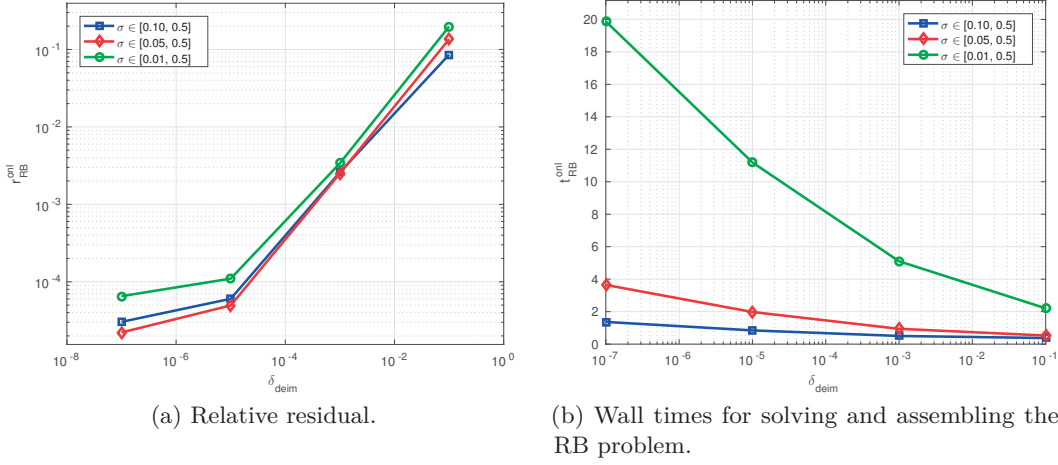 σ ∈ [0.10, 0.5]
σ ∈ [0.05, 0.5]
σ ∈ [0.01, 0.5]
10^-1
10^-2
10^-3
10^-4
r_RB^onl
10^-8
10^-6
10^-4
10^-2
10^0
δ_deim
(a) Relative residual.
σ ∈ [0.10, 0.5]
σ ∈ [0.05, 0.5]
σ ∈ [0.01, 0.5]
20
18
16
14
12
10
8
6
4
2
0
t_RB^onl
10^-7
10^-6
10^-5
10^-4
10^-3
10^-2
10^-1
δ_deim
(b) Wall times for solving and assembling the
RB problem.